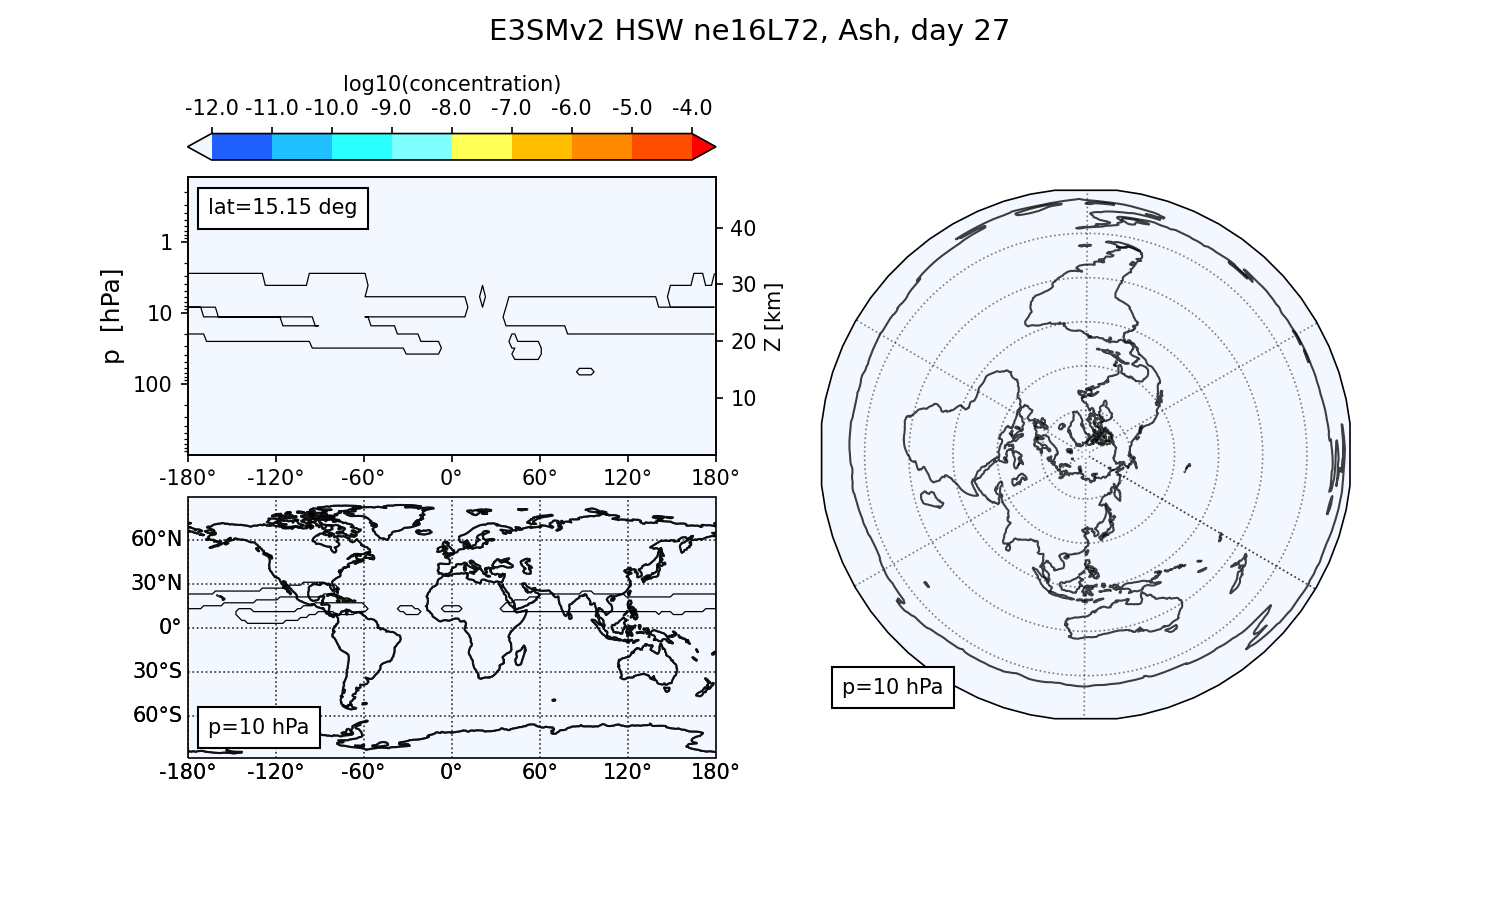 E3SMv2 HSW ne16L72, Ash, day 27
log10(concentration)
-12.0 -11.0 -10.0 -9.0 -8.0 -7.0 -6.0 -5.0 -4.0
lat=15.15 deg
1
10
100
p [hPa]
40
30
20
10
Z [km]
-180° -120° -60° 0° 60° 120° 180°
60°N
30°N
0°
30°S
60°S
p=10 hPa
-180° -120° -60° 0° 60° 120° 180°
p=10 hPa